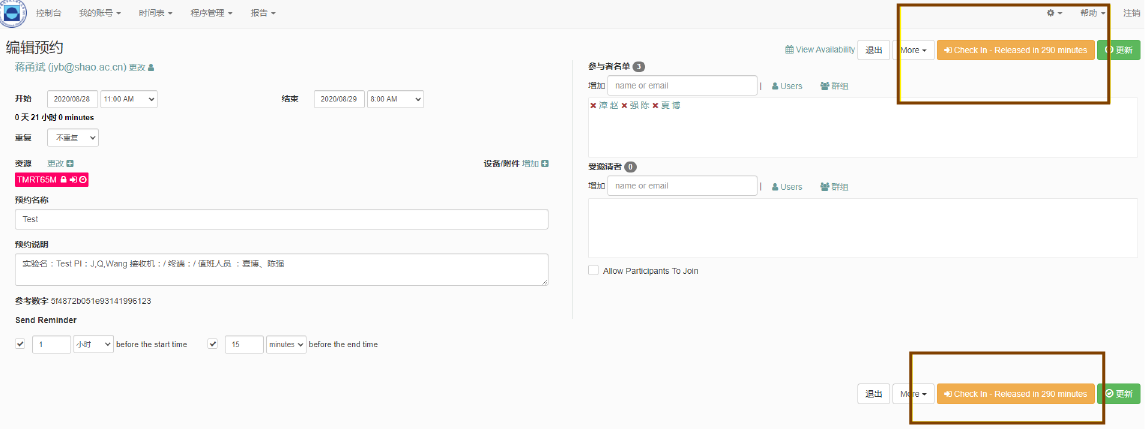 控制台 我的账号 时间表 程序管理 报告 帮助 注销
编辑预约
View Availability 退出 More Check In - Released in 290 minutes 更新
蒋甬斌 (jyb@shao.ac.cn) 更改
参与者名单 3
增加 name or email | Users 群组
开始 2020/08/28 11:00 AM 结束 2020/08/29 8:00 AM
谭 赵 强 陈 夏 博
0 天 21 小时 0 minutes
重复 不重复
资源 更改 设备/附件 增加
受邀请者 0
TMRT65M
增加 name or email | Users 群组
预约名称
Test
预约说明
实验名：Test PI：J,Q,Wang 接收机：/ 终端：/ 值班人员 ：夏博、陈强
Allow Participants To Join
参考数字 5f4872b051e93141996123
Send Reminder
1 小时 before the start time 15 minutes before the end time
退出 More Check In - Released in 290 minutes 更新